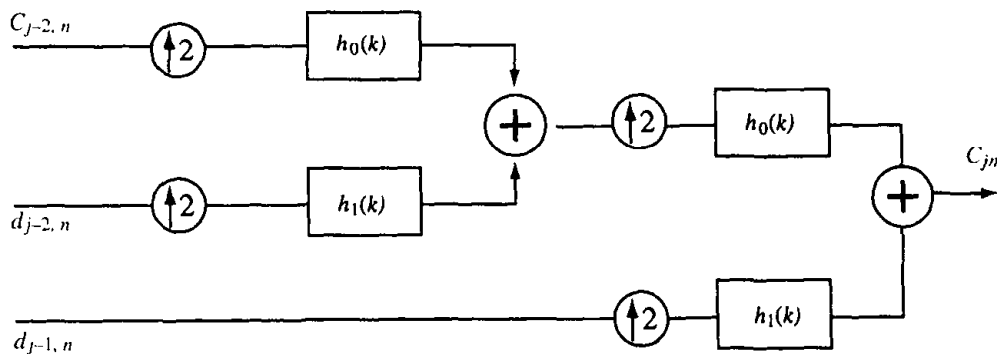 C_{j-2, n}
↑2
h_0(k)
+
↑2
h_0(k)
C_{jn}
↑2
h_1(k)
d_{j-2, n}
+
↑2
h_1(k)
d_{j-1, n}